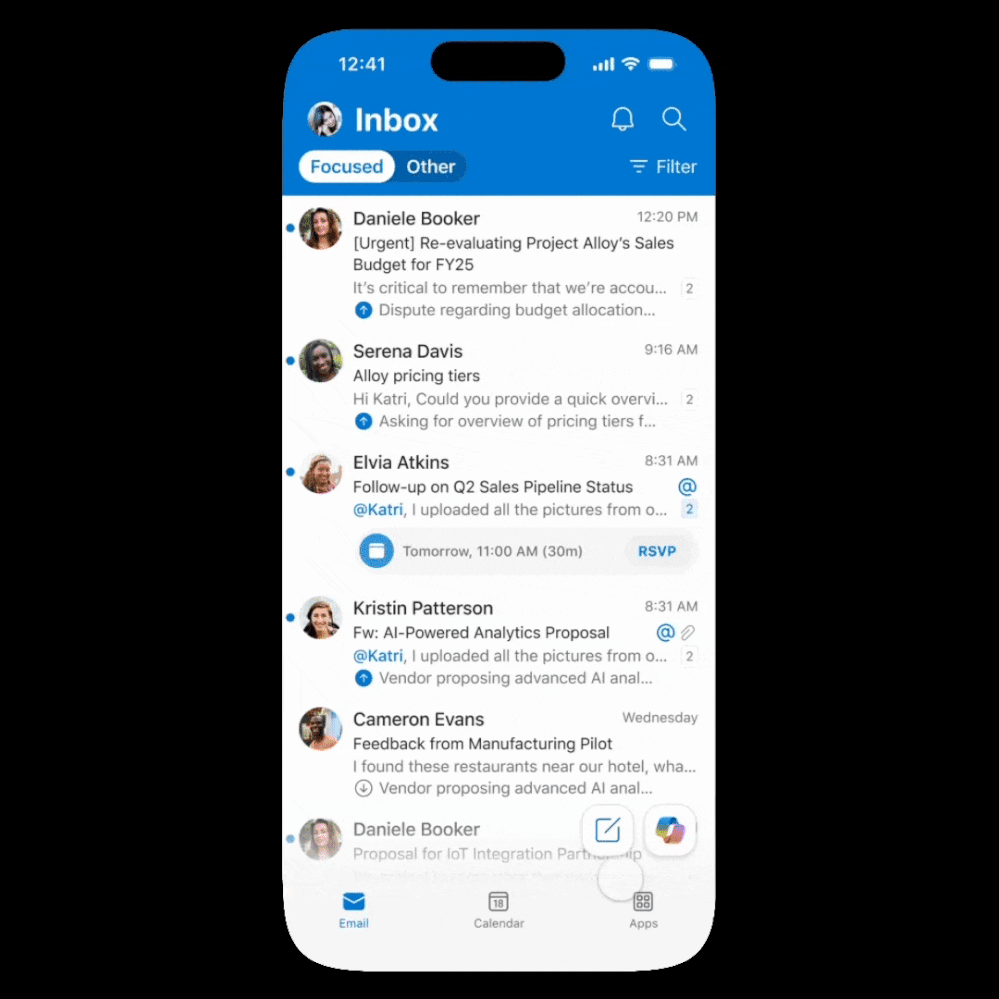 12:41
Inbox
Focused Other
Filter
Daniele Booker 12:20 PM
[Urgent] Re-evaluating Project Alloy’s Sales
Budget for FY25
It’s critical to remember that we’re accou... 2
Dispute regarding budget allocation...
Serena Davis 9:16 AM
Alloy pricing tiers
Hi Katri, Could you provide a quick overvi... 2
Asking for overview of pricing tiers f...
Elvia Atkins 8:31 AM
Follow-up on Q2 Sales Pipeline Status @
@Katri, I uploaded all the pictures from o... 2
Tomorrow, 11:00 AM (30m) RSVP
Kristin Patterson 8:31 AM
Fw: AI-Powered Analytics Proposal @
@Katri, I uploaded all the pictures from o... 2
Vendor proposing advanced AI anal...
Cameron Evans Wednesday
Feedback from Manufacturing Pilot
I found these restaurants near our hotel, wha...
Vendor proposing advanced AI anal...
Daniele Booker
Proposal for IoT Integration Partnership
18
Email Calendar Apps